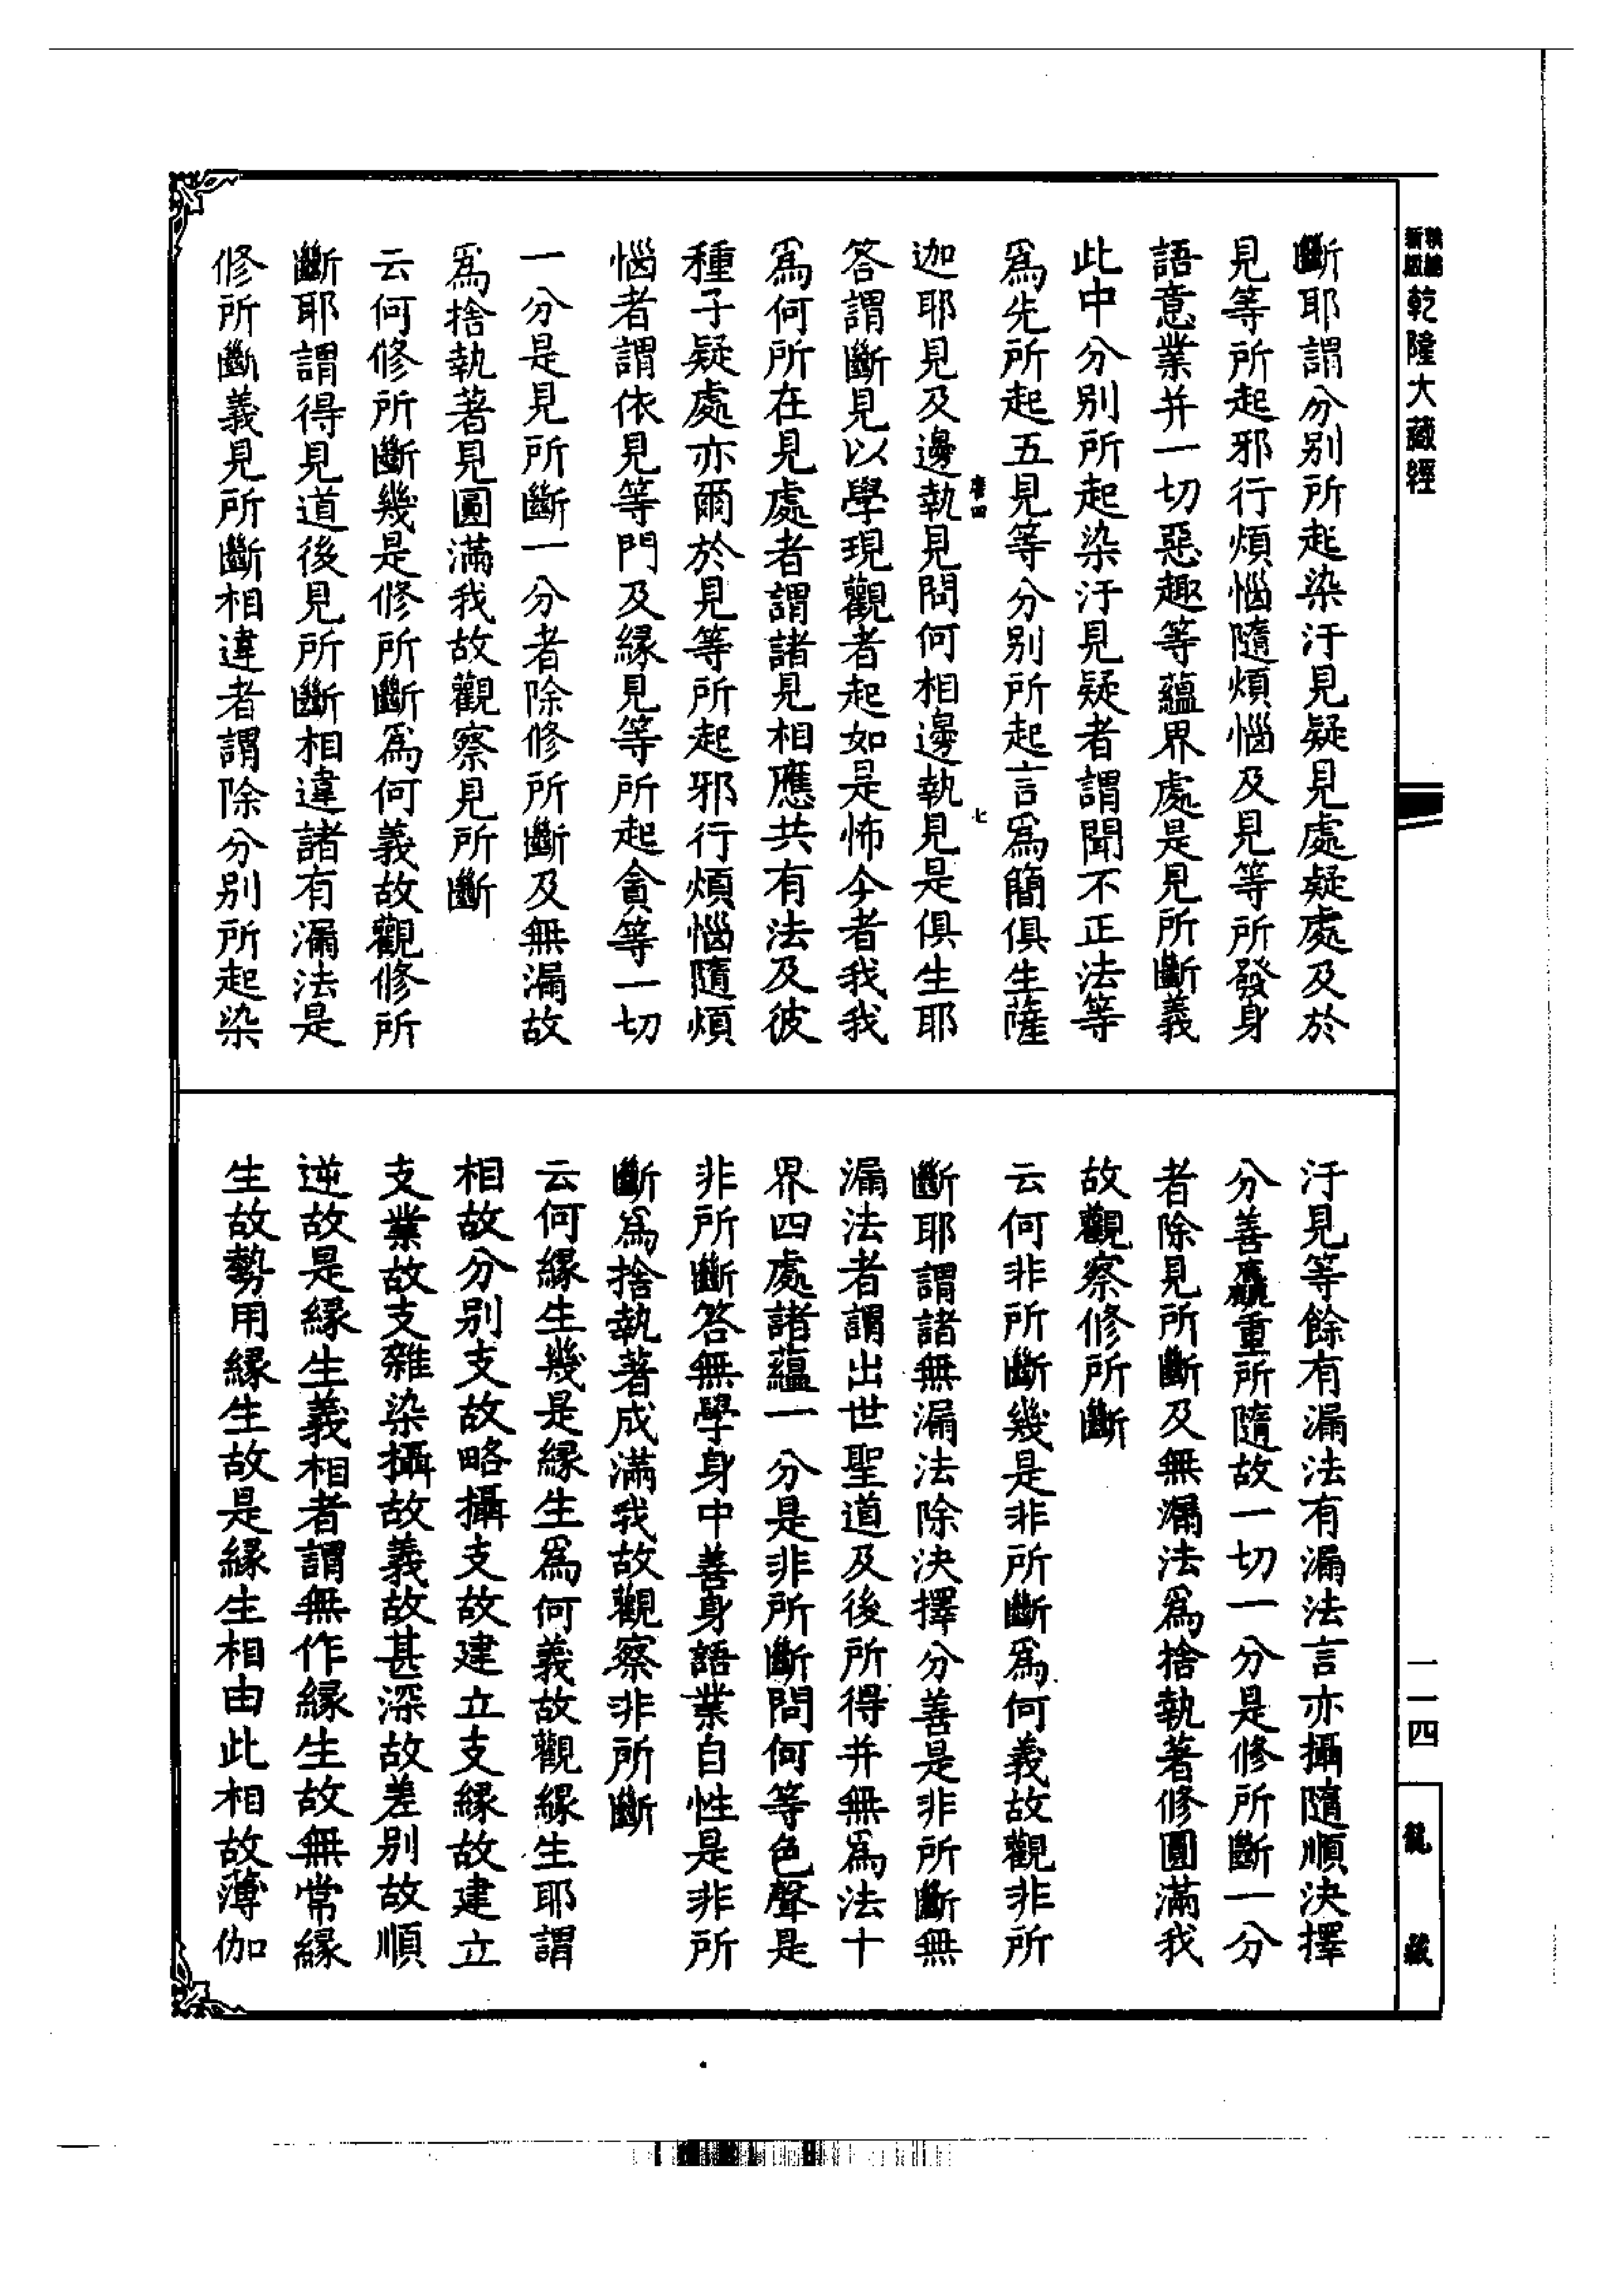 新版
乾隆大藏經
一一四
龍藏
斷耶謂分別所起染汙見疑見處疑處及於
見等所起邪行煩惱隨煩惱及見等所發身
語意業并一切惡趣等蘊界處是見所斷義
此中分別所起染汙見疑者謂聞不正法等
為先所起五見等分別所起言為簡俱生薩
迦耶見及邊執見問何相邊執見是俱生耶
答謂斷見以學現觀者起如是怖今者我我
為何所在見處者謂諸見相應共有法及彼
種子疑處亦爾於見等所起邪行煩惱隨煩
惱者謂依見等門及緣見等所起貪等一切
一分是見所斷一分者除修所斷及無漏故
為捨執著見圓滿我故觀察見所斷
云何修所斷幾是修所斷為何義故觀修所
斷耶謂得見道後見所斷相違諸有漏法是
修所斷義見所斷相違者謂除分別所起染
七
汙見等餘有漏法有漏法言亦攝隨順決擇
分善麤重所隨故一切一分是修所斷一分
者除見所斷及無漏法為捨執著修圓滿我
故觀察修所斷
云何非所斷幾是非所斷為何義故觀非所
斷耶謂諸無漏法除決擇分善是非所斷無
漏法者謂出世聖道及後所得并無為法十
界四處諸蘊一分是非所斷問何等色聲是
非所斷答無學身中善身語業自性是非所
斷為捨執著成滿我故觀察非所斷
云何緣生幾是緣生為何義故觀緣生耶謂
相故分別支故略攝支故建立支緣故建立
支業故支雜染攝故義故甚深故差別故順
逆故是緣生義相者謂無作緣生故無常緣
生故勢用緣生故是緣生相由此相故薄伽